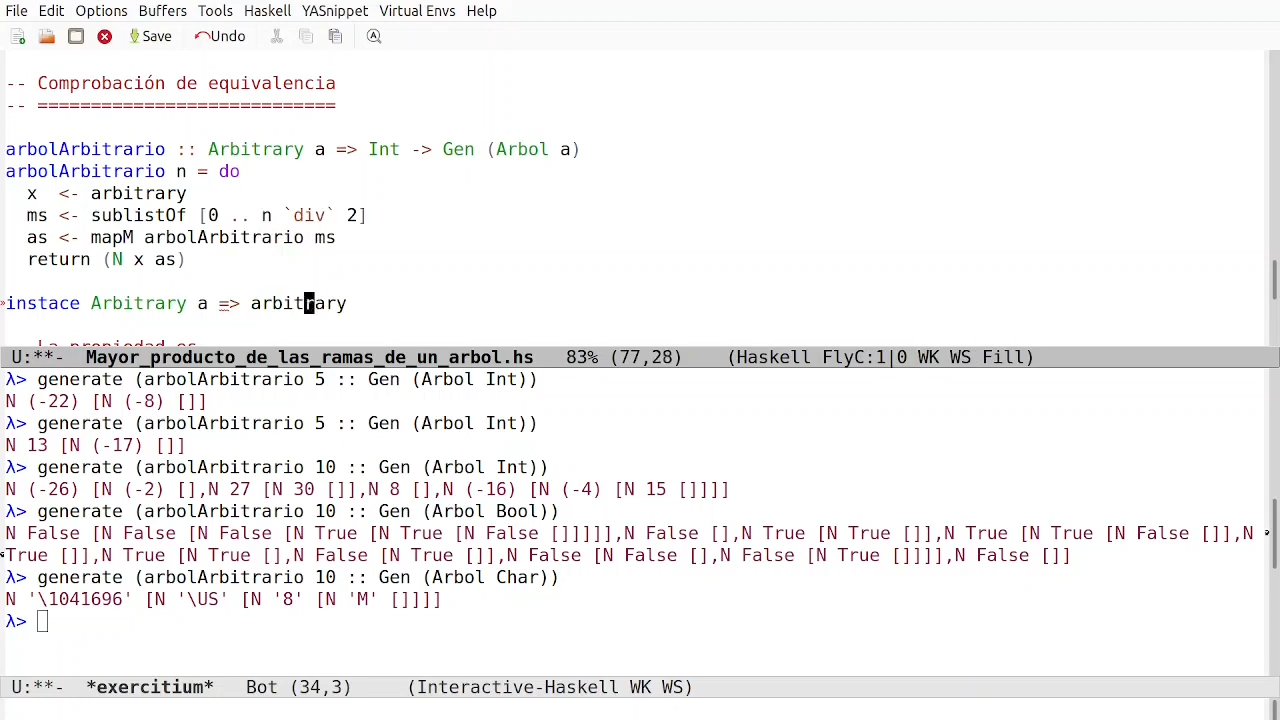 File Edit Options Buffers Tools Haskell YASnippet Virtual Envs Help
Save Undo
-- Comprobación de equivalencia
-- ============================
arbolArbitrario :: Arbitrary a => Int -> Gen (Arbol a)
arbolArbitrario n = do
  x  <- arbitrary
  ms <- sublistOf [0 .. n `div` 2]
  as <- mapM arbolArbitrario ms
  return (N x as)
instace Arbitrary a => arbitrary
La propiedad es
U:**-  Mayor_producto_de_las_ramas_de_un_arbol.hs   83% (77,28)     (Haskell FlyC:1|0 WK WS Fill)
λ> generate (arbolArbitrario 5 :: Gen (Arbol Int))
N (-22) [N (-8) []]
λ> generate (arbolArbitrario 5 :: Gen (Arbol Int))
N 13 [N (-17) []]
λ> generate (arbolArbitrario 10 :: Gen (Arbol Int))
N (-26) [N (-2) [],N 27 [N 30 []],N 8 [],N (-16) [N (-4) [N 15 []]]]
λ> generate (arbolArbitrario 10 :: Gen (Arbol Bool))
N False [N False [N False [N True [N True [N False []]]]],N False [],N True [N True []],N True [N True [N False []],N
True []],N True [N True [],N False [N True []],N False [N False [],N False [N True []]]],N False []]
λ> generate (arbolArbitrario 10 :: Gen (Arbol Char))
N '\1041696' [N '\US' [N '8' [N 'M' []]]]
λ>
U:**-  *exercitium*   Bot (34,3)     (Interactive-Haskell WK WS)